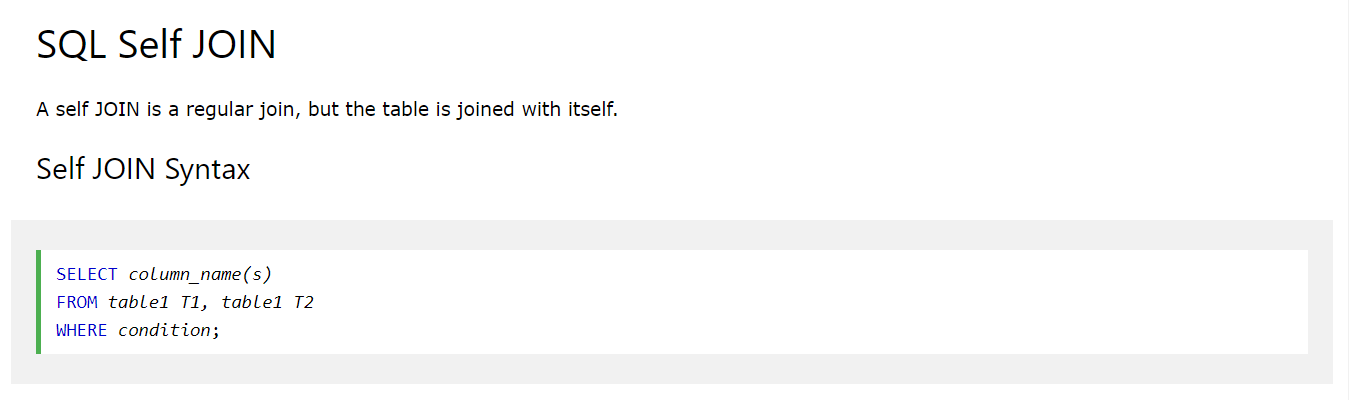 SQL Self JOIN
A self JOIN is a regular join, but the table is joined with itself.
Self JOIN Syntax
SELECT column_name(s)
FROM table1 T1, table1 T2
WHERE condition;